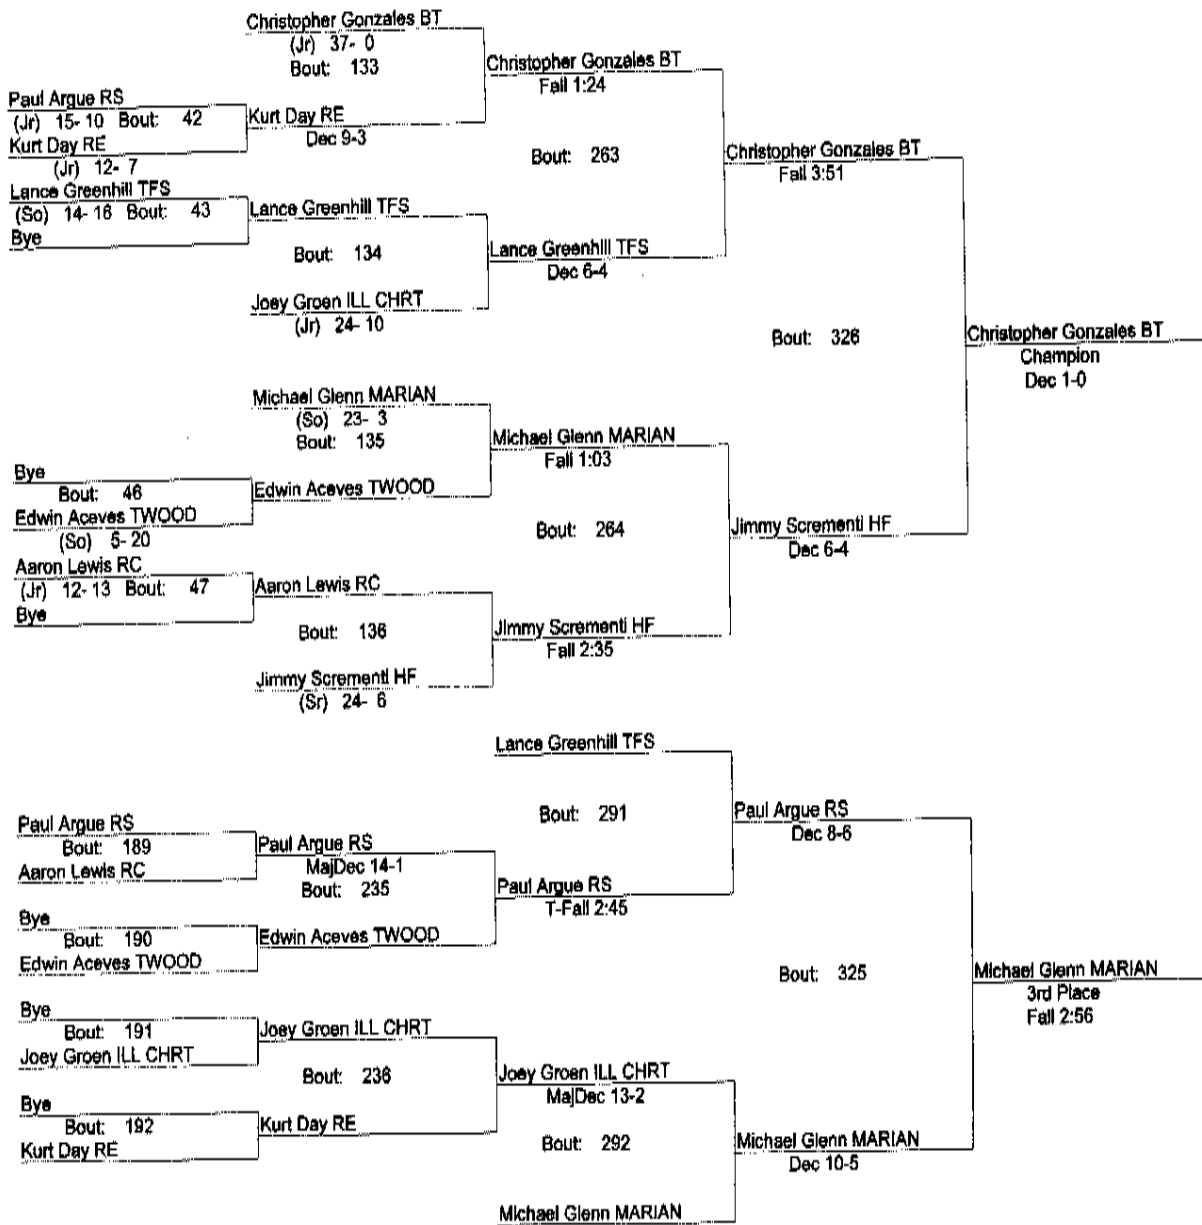 Christopher Gonzales BT
(Jr) 37- 0
Bout: 133
Christopher Gonzales BT
Fall 1:24
Paul Argue RS
(Jr) 15- 10 Bout: 42
Kurt Day RE
Dec 9-3
Kurt Day RE
(Jr) 12- 7
Bout: 263
Christopher Gonzales BT
Fall 3:51
Lance Greenhill TFS
(So) 14- 16 Bout: 43
Lance Greenhill TFS
Bye
Bout: 134
Lance Greenhill TFS
Dec 6-4
Joey Groen ILL CHRT
(Jr) 24- 10
Bout: 326
Christopher Gonzales BT
Champion
Dec 1-0
Michael Glenn MARIAN
(So) 23- 3
Bout: 135
Michael Glenn MARIAN
Fall 1:03
Bye
Bout: 46
Edwin Aceves TWOOD
Edwin Aceves TWOOD
(So) 5- 20
Bout: 264
Jimmy Scrementi HF
Dec 6-4
Aaron Lewis RC
(Jr) 12- 13 Bout: 47
Aaron Lewis RC
Bye
Bout: 136
Jimmy Scrementi HF
Fall 2:35
Jimmy Scrementi HF
(Sr) 24- 6
Lance Greenhill TFS
Bout: 291
Paul Argue RS
Dec 8-6
Paul Argue RS
Bout: 189
Paul Argue RS
MajDec 14-1
Aaron Lewis RC
Bout: 235
Paul Argue RS
T-Fall 2:45
Bye
Bout: 190
Edwin Aceves TWOOD
Edwin Aceves TWOOD
Bout: 325
Michael Glenn MARIAN
3rd Place
Fall 2:56
Bye
Bout: 191
Joey Groen ILL CHRT
Joey Groen ILL CHRT
Bout: 236
Joey Groen ILL CHRT
MajDec 13-2
Bye
Bout: 192
Kurt Day RE
Kurt Day RE
Bout: 292
Michael Glenn MARIAN
Dec 10-5
Michael Glenn MARIAN